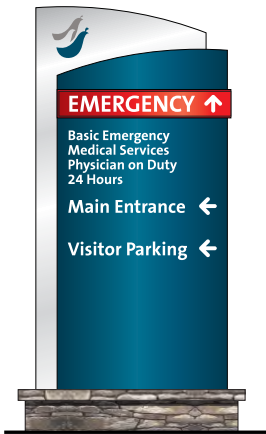 EMERGENCY ↑
Basic Emergency
Medical Services
Physician on Duty
24 Hours
Main Entrance ←
Visitor Parking ←